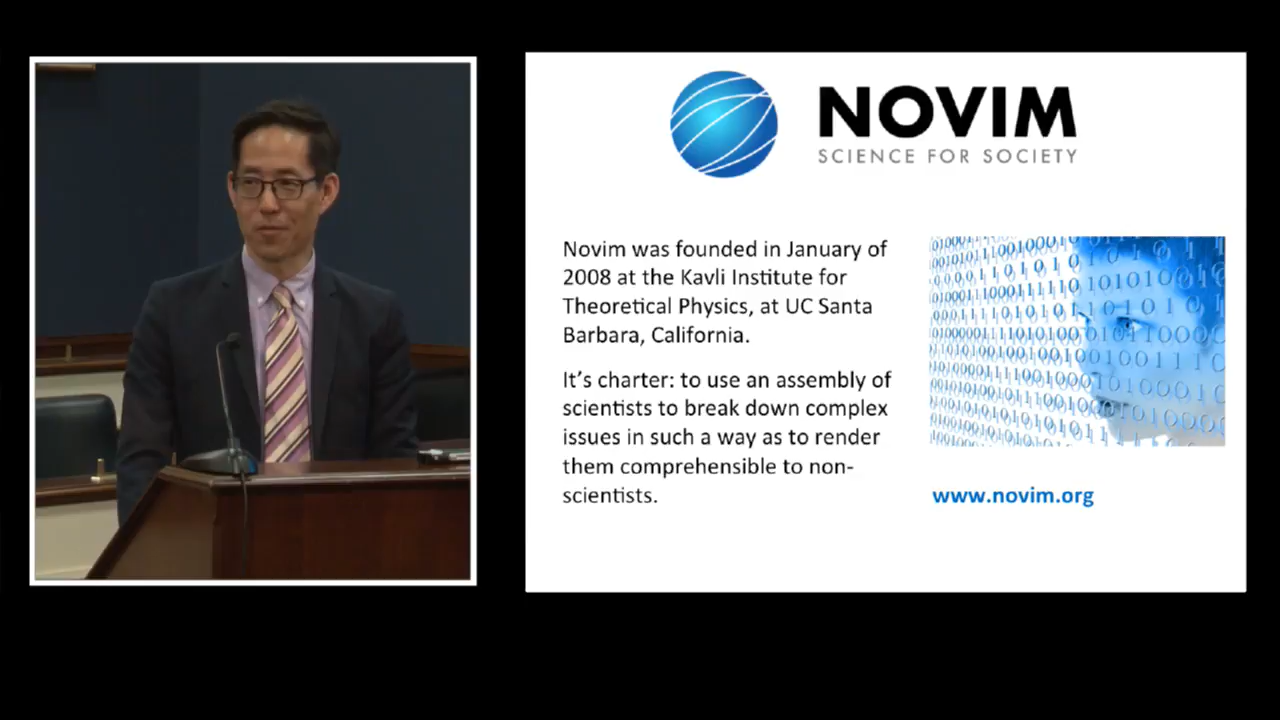 NOVIM
SCIENCE FOR SOCIETY
Novim was founded in January of
2008 at the Kavli Institute for
Theoretical Physics, at UC Santa
Barbara, California.
It’s charter: to use an assembly of
scientists to break down complex
issues in such a way as to render
them comprehensible to non-
scientists.
www.novim.org